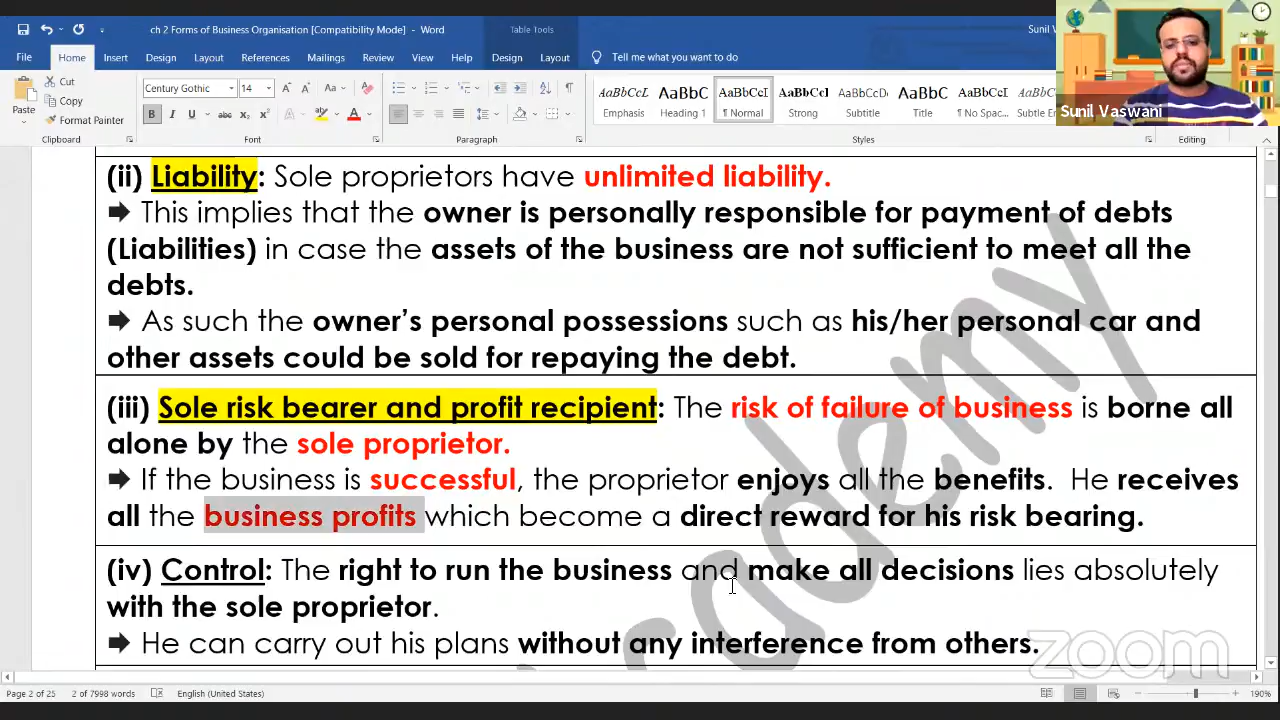 ch 2 Forms of Business Organisation [Compatibility Mode] - Word
Table Tools
Sunil V
File Home Insert Design Layout References Mailings Review View Help Design Layout Tell me what you want to do
Paste
Cut
Copy
Format Painter
Century Gothic 14
AaBbCcL AaBbC AaBbCcI AaBbCcI AaBbCcD AaBbC AaBbCcI AaBbCcI
Emphasis Heading 1 ¶ Normal Strong Subtitle Title ¶ No Spac... Subtle Em
Clipboard Font Paragraph Styles Editing
Sunil Vaswani
(ii) Liability: Sole proprietors have unlimited liability.
➡ This implies that the owner is personally responsible for payment of debts
(Liabilities) in case the assets of the business are not sufficient to meet all the
debts.
➡ As such the owner's personal possessions such as his/her personal car and
other assets could be sold for repaying the debt.
(iii) Sole risk bearer and profit recipient: The risk of failure of business is borne all
alone by the sole proprietor.
➡ If the business is successful, the proprietor enjoys all the benefits. He receives
all the business profits which become a direct reward for his risk bearing.
(iv) Control: The right to run the business and make all decisions lies absolutely
with the sole proprietor.
➡ He can carry out his plans without any interference from others.
cademy
zoom
Page 2 of 25 2 of 7998 words English (United States) 190%